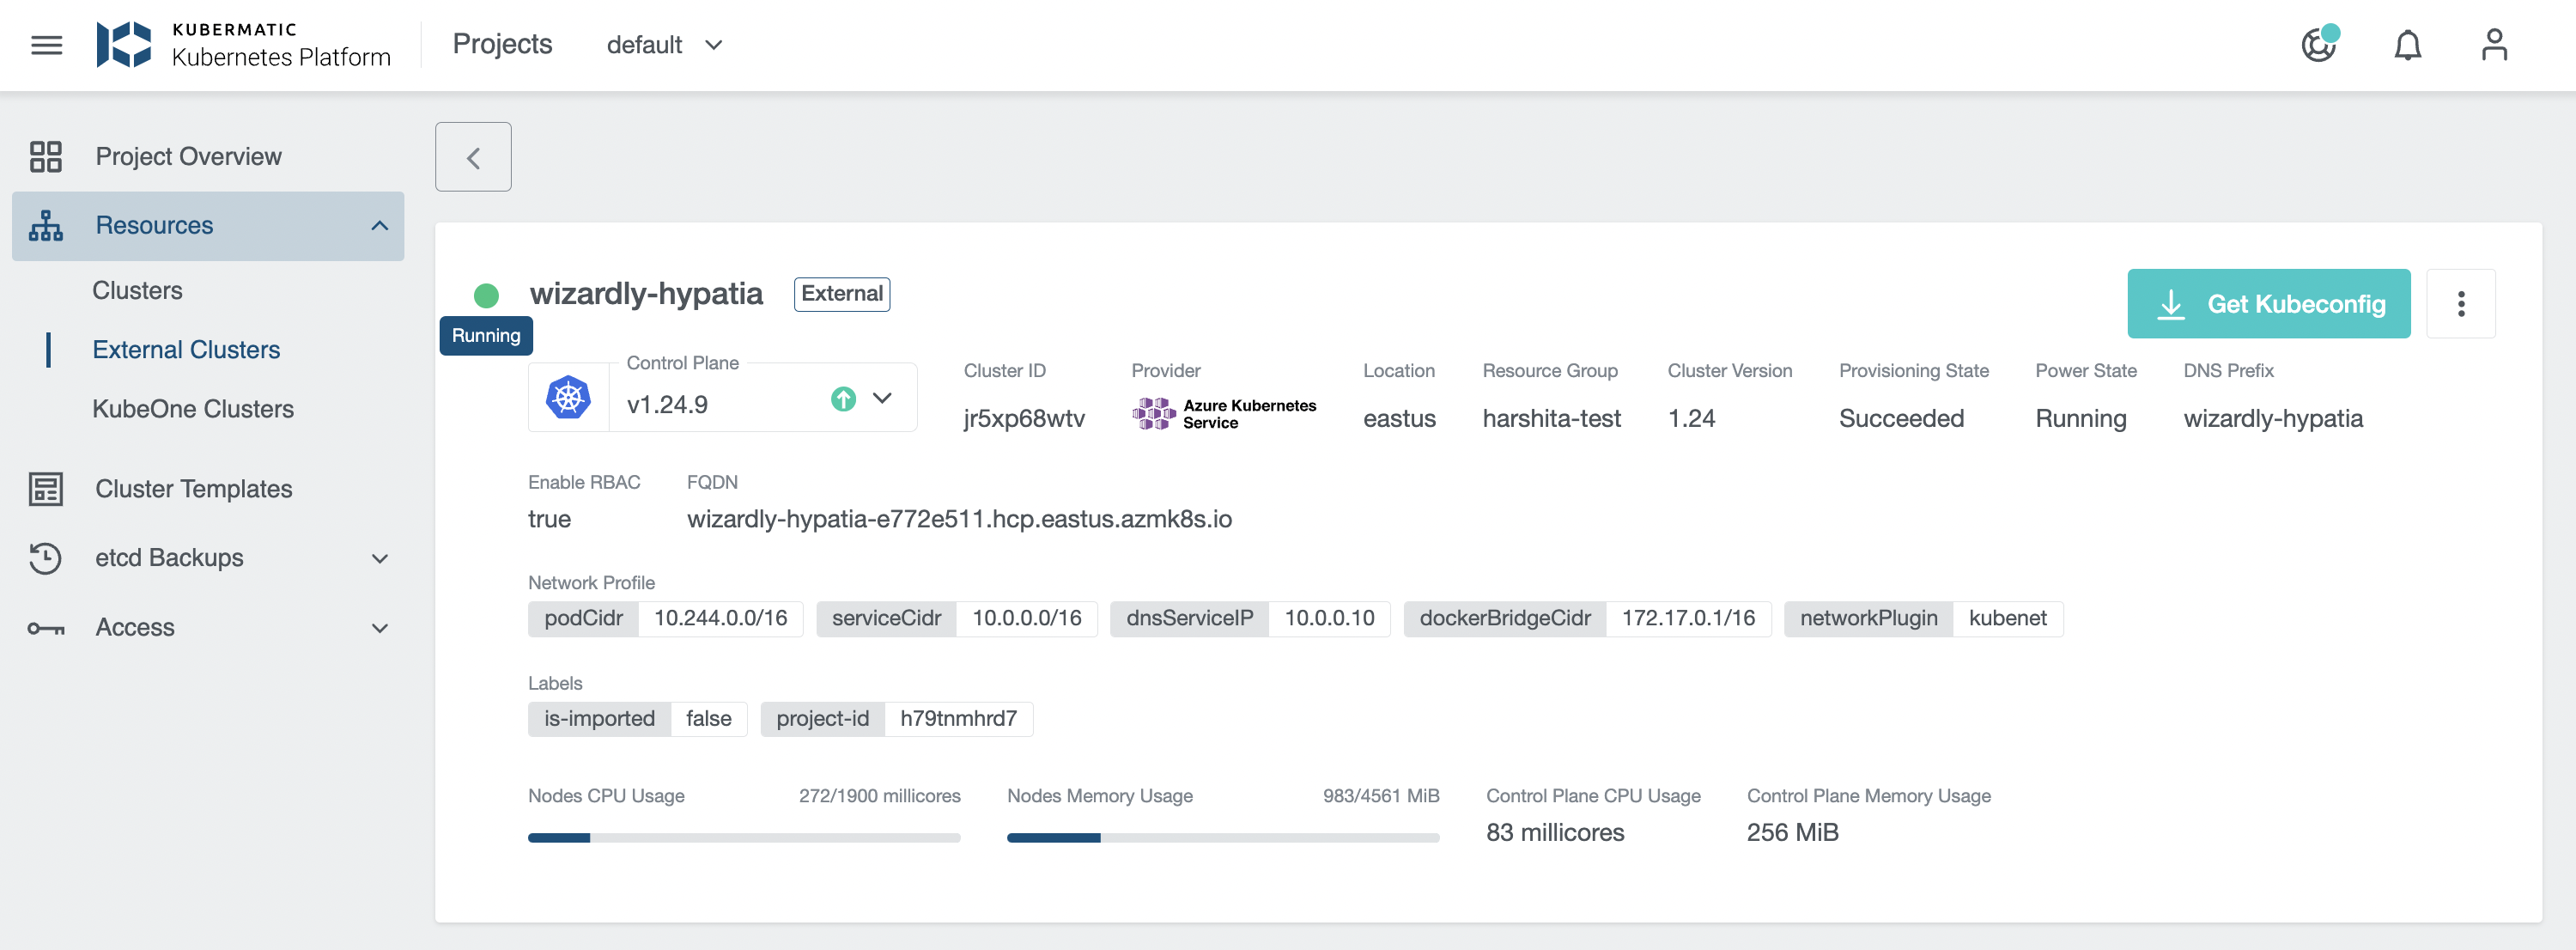 KUBERMATIC
Kubernetes Platform
Projects
default
Project Overview
Resources
Clusters
External Clusters
KubeOne Clusters
Cluster Templates
etcd Backups
Access
wizardly-hypatia
External
Running
Get Kubeconfig
Control Plane
v1.24.9
Cluster ID
jr5xp68wtv
Provider
Azure Kubernetes
Service
Location
eastus
Resource Group
harshita-test
Cluster Version
1.24
Provisioning State
Succeeded
Power State
Running
DNS Prefix
wizardly-hypatia
Enable RBAC
true
FQDN
wizardly-hypatia-e772e511.hcp.eastus.azmk8s.io
Network Profile
podCidr 10.244.0.0/16 serviceCidr 10.0.0.0/16 dnsServiceIP 10.0.0.10 dockerBridgeCidr 172.17.0.1/16 networkPlugin kubenet
Labels
is-imported false project-id h79tnmhrd7
Nodes CPU Usage 272/1900 millicores
Nodes Memory Usage 983/4561 MiB
Control Plane CPU Usage
83 millicores
Control Plane Memory Usage
256 MiB